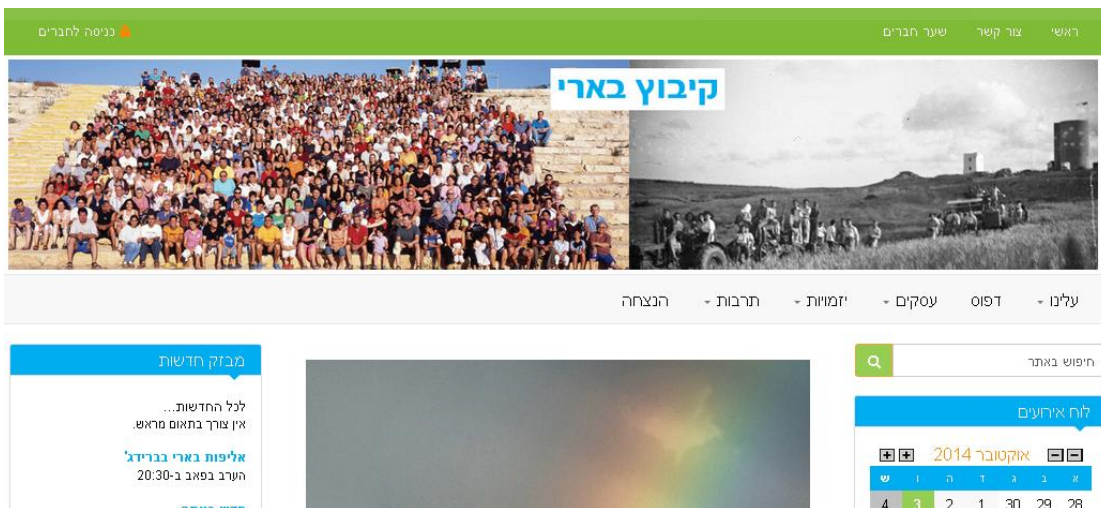 ראשי
צור קשר
שער חברים
כניסה לחברים
קיבוץ בארי
עלינו
דפוס
עסקים
יזמויות
תרבות
הנצחה
חיפוש באתר
לוח אירועים
אוקטובר 2014
א ב ג ד ה ו ש
28 29 30 1 2 3 4
מבזק חדשות
לכל החדשות...
אין צורך בתאום מראש.
אליפות בארי בברידג'
הערב בפאב ב-20:30